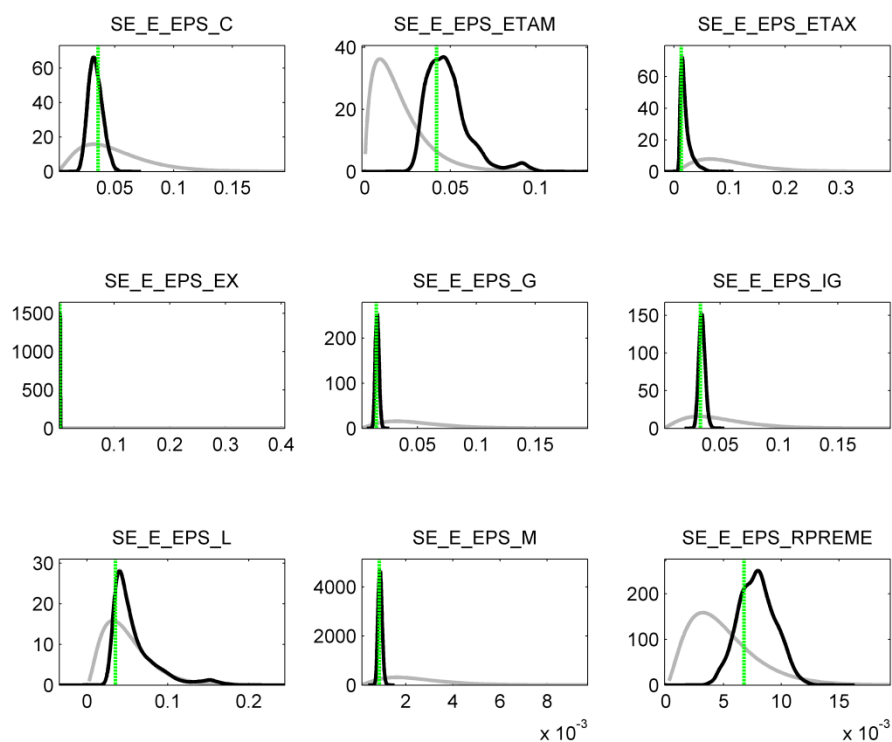 SE_E_EPS_C
SE_E_EPS_ETAM
SE_E_EPS_ETAX
60
40
20
0
0.05 0.1 0.15
40
20
0
0 0.05 0.1
80
60
40
20
0
0 0.1 0.2 0.3
SE_E_EPS_EX
SE_E_EPS_G
SE_E_EPS_IG
1500
1000
500
0
0.1 0.2 0.3 0.4
200
100
0
0.05 0.1 0.15
150
100
50
0
0.05 0.1 0.15
SE_E_EPS_L
SE_E_EPS_M
SE_E_EPS_RPREME
30
20
10
0
0 0.1 0.2
4000
2000
0
2 4 6 8
x 10⁻³
200
100
0
0 5 10 15
x 10⁻³